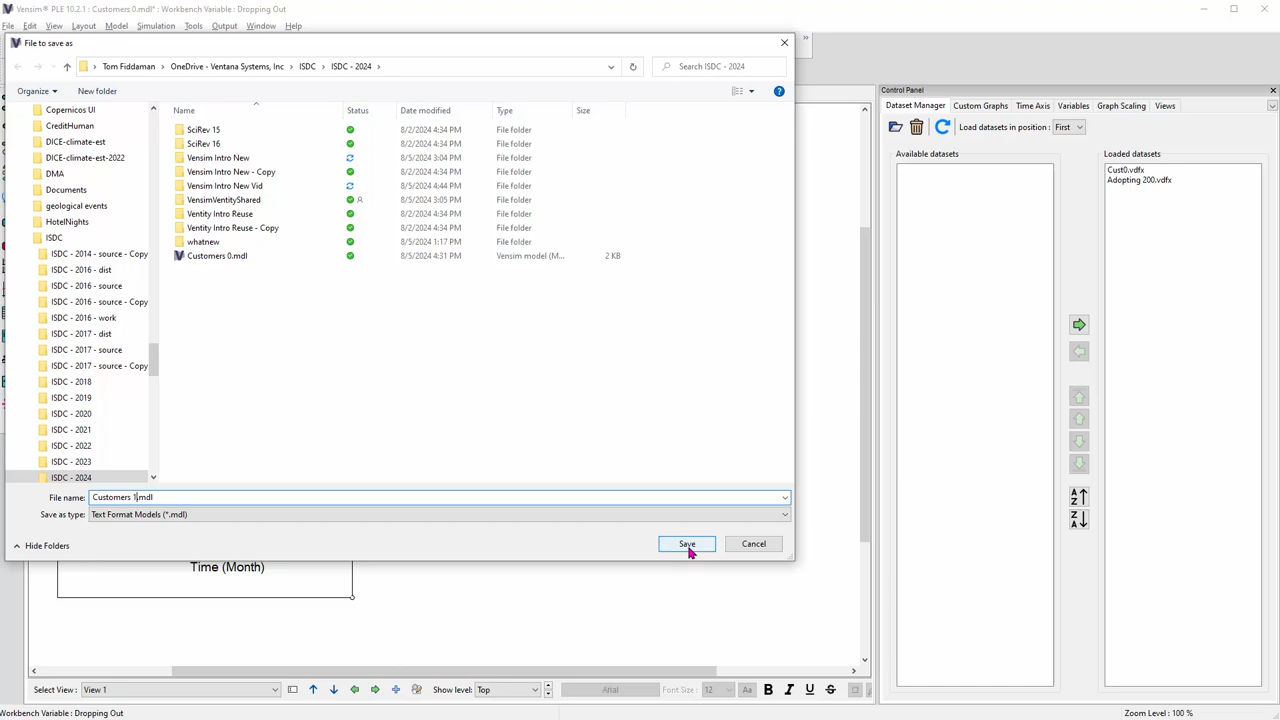 Vensim® PLE 10.2.1 : Customers 0.mdl* : Workbench Variable : Dropping Out
File Edit View Layout Model Simulation Tools Output Window Help
File to save as
Tom Fiddaman > OneDrive - Ventana Systems, Inc > ISDC > ISDC - 2024 >
Search ISDC - 2024
Organize New folder
Name Status Date modified Type Size
Copernicos UI
CreditHuman
DICE-climate-est
DICE-climate-est-2022
DMA
Documents
geological events
HotelNights
ISDC
ISDC - 2014 - source - Copy
ISDC - 2016 - dist
ISDC - 2016 - source
ISDC - 2016 - source - Copy
ISDC - 2016 - work
ISDC - 2017 - dist
ISDC - 2017 - source
ISDC - 2017 - source - Copy
ISDC - 2018
ISDC - 2019
ISDC - 2020
ISDC - 2021
ISDC - 2022
ISDC - 2023
ISDC - 2024
SciRev 15 8/2/2024 4:34 PM File folder
SciRev 16 8/2/2024 4:34 PM File folder
Vensim Intro New 8/5/2024 3:04 PM File folder
Vensim Intro New - Copy 8/2/2024 4:34 PM File folder
Vensim Intro New Vid 8/5/2024 4:44 PM File folder
VensimVentityShared 8/5/2024 3:05 PM File folder
Ventity Intro Reuse 8/2/2024 4:34 PM File folder
Ventity Intro Reuse - Copy 8/2/2024 4:34 PM File folder
whatnew 8/5/2024 1:17 PM File folder
Customers 0.mdl 8/5/2024 4:31 PM Vensim model (M... 2 KB
File name: Customers 1.mdl
Save as type: Text Format Models (*.mdl)
Hide Folders Save Cancel
Time (Month)
Control Panel
Dataset Manager Custom Graphs Time Axis Variables Graph Scaling Views
Load datasets in position : First
Available datasets Loaded datasets
Cust0.vdfx
Adopting 200.vdfx
Select View : View 1 Show level: Top Arial Font Size : 12 Aa B I U S
Workbench Variable : Dropping Out Zoom Level : 100 %